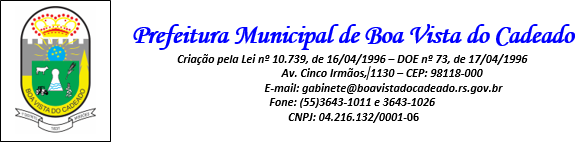 Prefeitura Municipal de Boa Vista do Cadeado
Criação pela Lei nº 10.739, de 16/04/1996 – DOE nº 73, de 17/04/1996
Av. Cinco Irmãos,1130 – CEP: 98118-000
E-mail: gabinete@boavistadocadeado.rs.gov.br
Fone: (55)3643-1011 e 3643-1026
CNPJ: 04.216.132/0001-06
BOA VISTA DO CADEADO